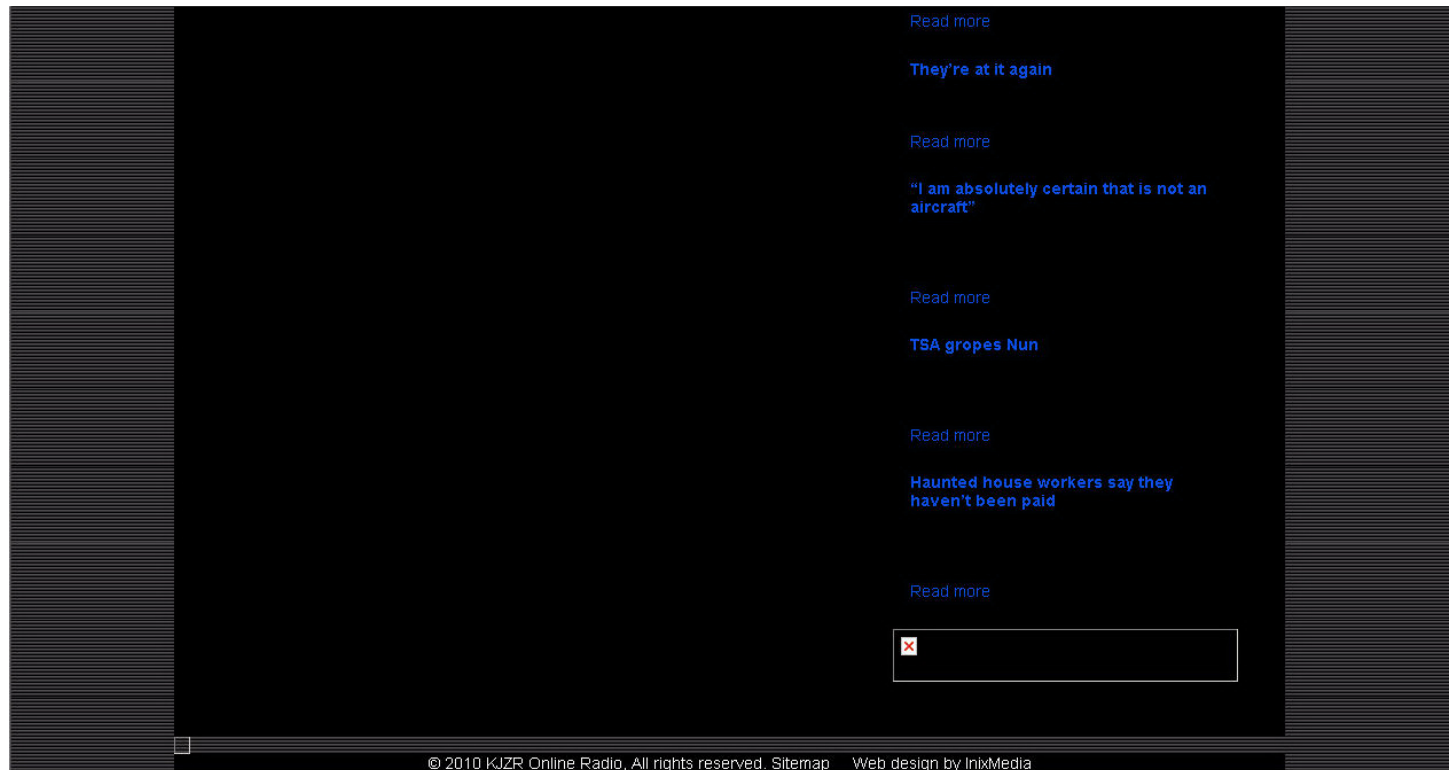 Read more
They're at it again
Read more
“I am absolutely certain that is not an
aircraft”
Read more
TSA gropes Nun
Read more
Haunted house workers say they
haven't been paid
Read more
© 2010 KJZR Online Radio, All rights reserved. Sitemap Web design by InixMedia